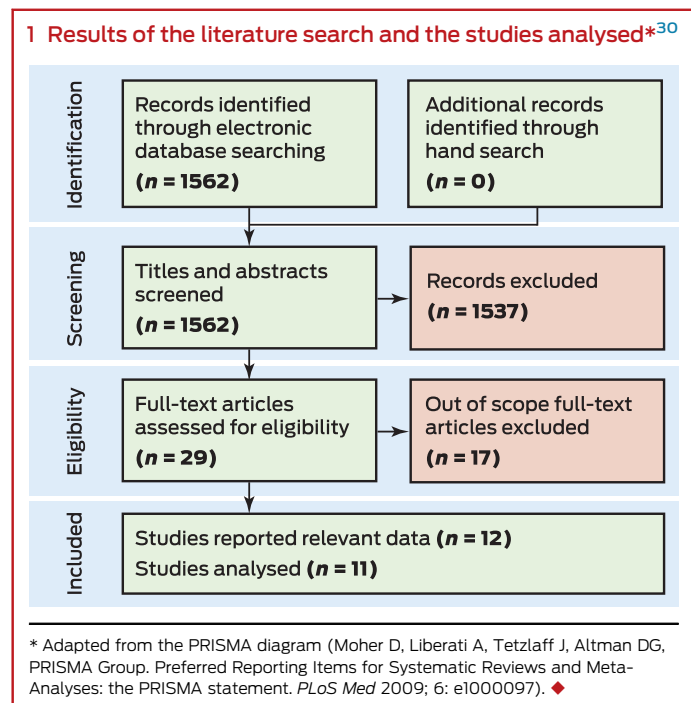 1 Results of the literature search and the studies analysed*30
Identification
Records identified
through electronic
database searching
(n = 1562)
Additional records
identified through
hand search
(n = 0)
Screening
Titles and abstracts
screened
(n = 1562)
Records excluded
(n = 1537)
Eligibility
Full-text articles
assessed for eligibility
(n = 29)
Out of scope full-text
articles excluded
(n = 17)
Included
Studies reported relevant data (n = 12)
Studies analysed (n = 11)
* Adapted from the PRISMA diagram (Moher D, Liberati A, Tetzlaff J, Altman DG,
PRISMA Group. Preferred Reporting Items for Systematic Reviews and Meta-
Analyses: the PRISMA statement. PLoS Med 2009; 6: e1000097). ◆